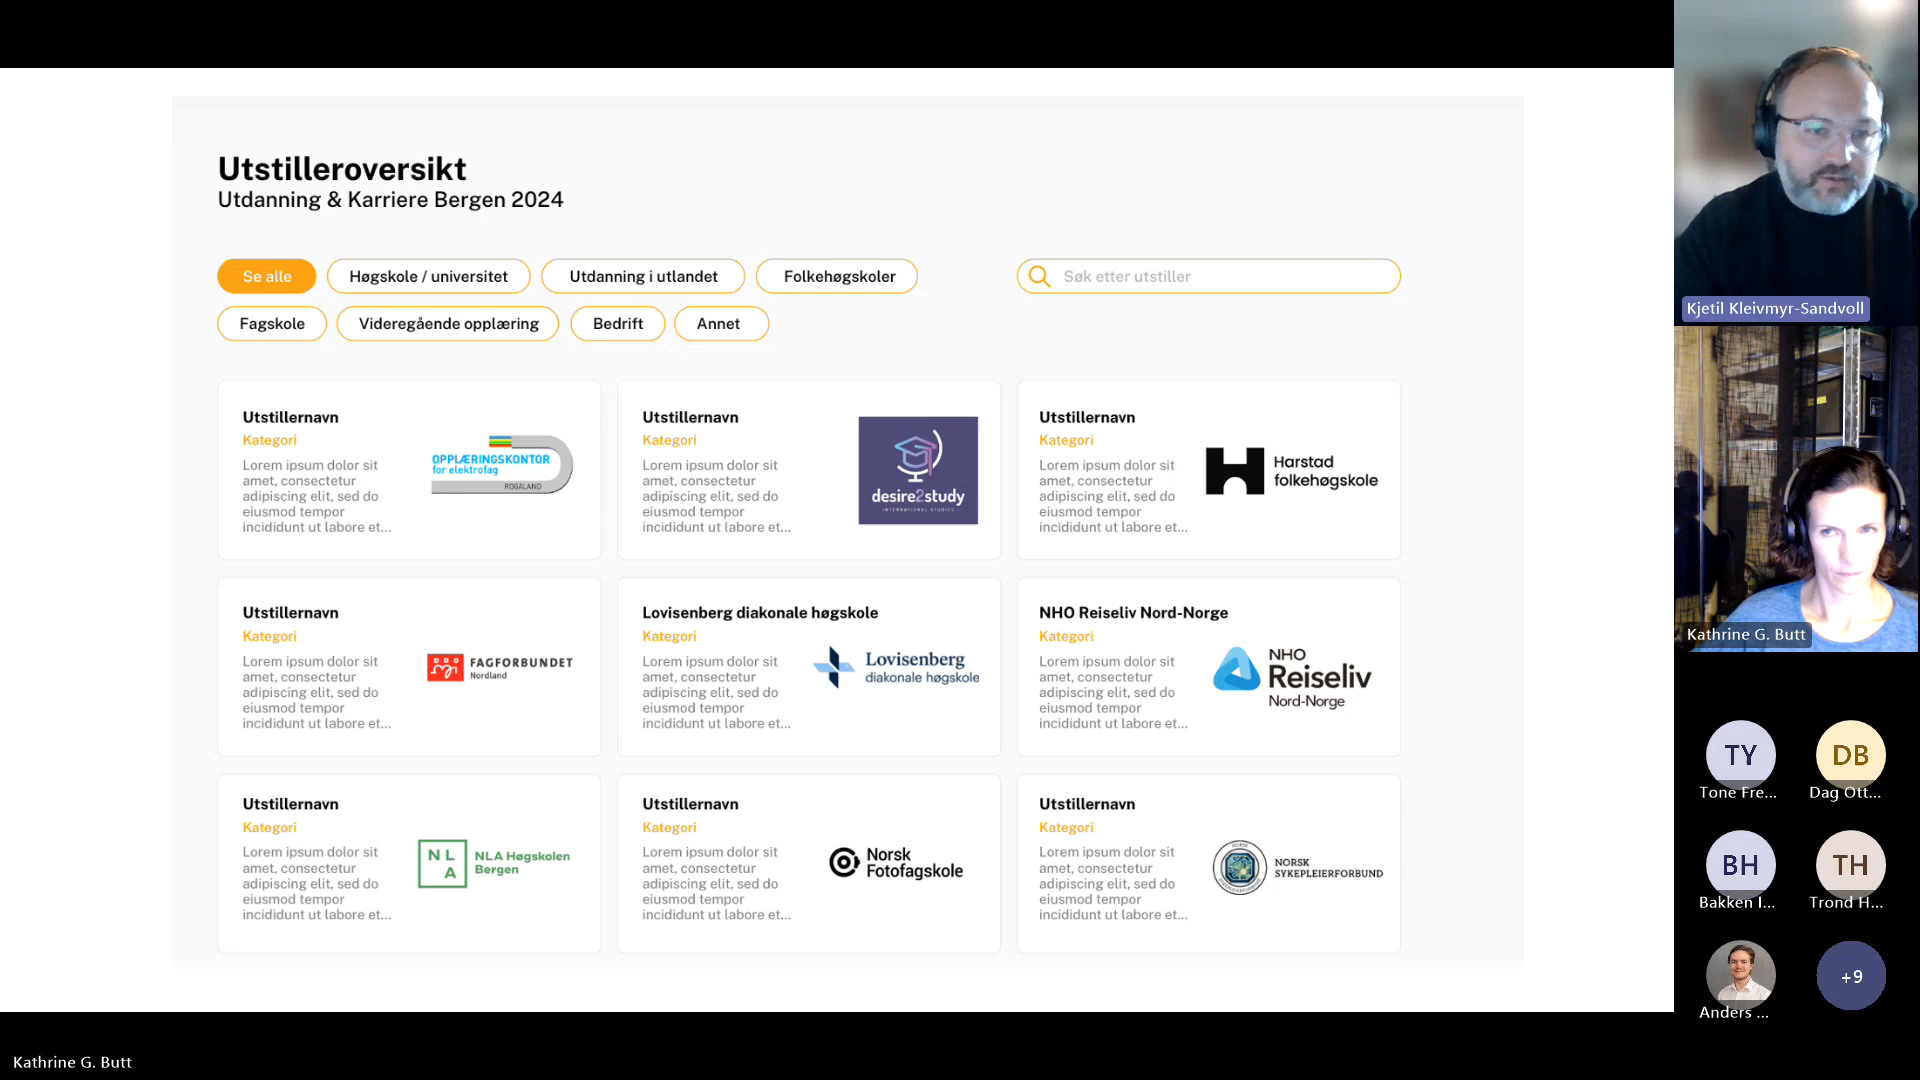 Utstilleroversikt
Utdanning & Karriere Bergen 2024
Se alle
Høgskole / universitet
Utdanning i utlandet
Folkehøgskoler
Søk etter utstiller
Fagskole
Videregående opplæring
Bedrift
Annet
Utstillernavn
Kategori
Lorem ipsum dolor sit
amet, consectetur
adipiscing elit, sed do
eiusmod tempor
incididunt ut labore et...
OPPLÆRINGSKONTOR
for elektrofag
ROGALAND
Utstillernavn
Kategori
Lorem ipsum dolor sit
amet, consectetur
adipiscing elit, sed do
eiusmod tempor
incididunt ut labore et...
desire2study
INTERNATIONAL STUDIES
Utstillernavn
Kategori
Lorem ipsum dolor sit
amet, consectetur
adipiscing elit, sed do
eiusmod tempor
incididunt ut labore et...
Harstad
folkehøgskole
Utstillernavn
Kategori
Lorem ipsum dolor sit
amet, consectetur
adipiscing elit, sed do
eiusmod tempor
incididunt ut labore et...
FAGFORBUNDET
Nordland
Lovisenberg diakonale høgskole
Kategori
Lorem ipsum dolor sit
amet, consectetur
adipiscing elit, sed do
eiusmod tempor
incididunt ut labore et...
Lovisenberg
diakonale høgskole
NHO Reiseliv Nord-Norge
Kategori
Lorem ipsum dolor sit
amet, consectetur
adipiscing elit, sed do
eiusmod tempor
incididunt ut labore et...
NHO
Reiseliv
Nord-Norge
Utstillernavn
Kategori
Lorem ipsum dolor sit
amet, consectetur
adipiscing elit, sed do
eiusmod tempor
incididunt ut labore et...
NL
A
NLA Høgskolen
Bergen
Utstillernavn
Kategori
Lorem ipsum dolor sit
amet, consectetur
adipiscing elit, sed do
eiusmod tempor
incididunt ut labore et...
Norsk
Fotofagskole
Utstillernavn
Kategori
Lorem ipsum dolor sit
amet, consectetur
adipiscing elit, sed do
eiusmod tempor
incididunt ut labore et...
NORSK
SYKEPLEIERFORBUND
Kjetil Kleivmyr-Sandvoll
Kathrine G. Butt
TY
Tone Fre...
DB
Dag Ott...
BH
Bakken I...
TH
Trond H...
Anders ...
+9
Kathrine G. Butt